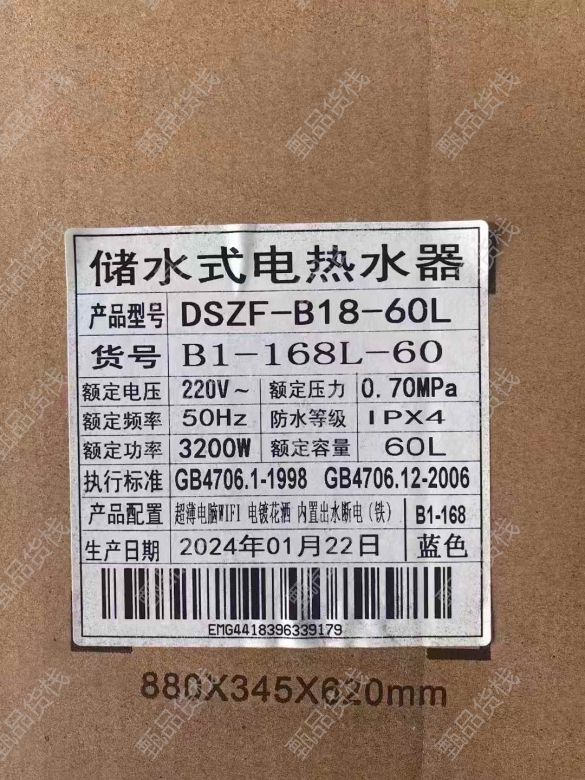 储水式电热水器
产品型号 DSZF-B18-60L
货号 B1-168L-60
额定电压 220V~ 额定压力 0.70MPa
额定频率 50Hz 防水等级 IPX4
额定功率 3200W 额定容量 60L
执行标准 GB4706.1-1998 GB4706.12-2006
产品配置 超薄电脑WIFI 电镀花洒 内置出水断电(铁) B1-168
生产日期 2024年01月22日 蓝色
EMG4418396339179
880X345X620mm
甄品货栈